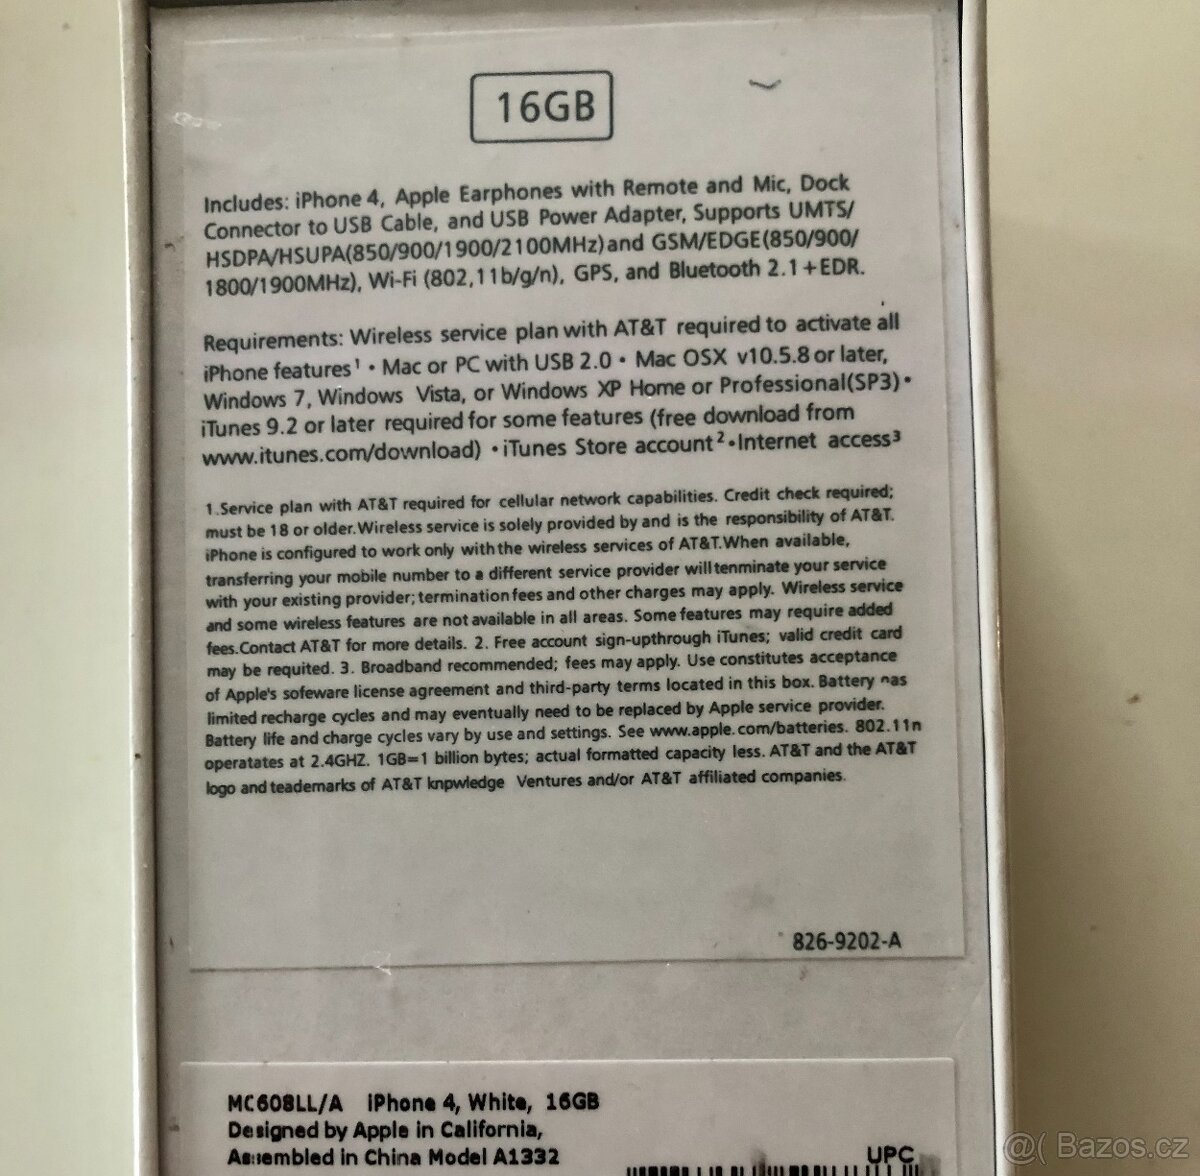 16GB
Includes: iPhone 4, Apple Earphones with Remote and Mic, Dock
Connector to USB Cable, and USB Power Adapter, Supports UMTS/
HSDPA/HSUPA(850/900/1900/2100MHz)and GSM/EDGE(850/900/
1800/1900MHz), Wi-Fi (802,11b/g/n), GPS, and Bluetooth 2.1+EDR.
Requirements: Wireless service plan with AT&T required to activate all
iPhone features¹ • Mac or PC with USB 2.0 • Mac OSX v10.5.8 or later,
Windows 7, Windows Vista, or Windows XP Home or Professional(SP3)•
iTunes 9.2 or later required for some features (free download from
www.itunes.com/download) •iTunes Store account²•Internet access³
1.Service plan with AT&T required for cellular network capabilities. Credit check required;
must be 18 or older.Wireless service is solely provided by and is the responsibility of AT&T.
iPhone is configured to work only with the wireless services of AT&T.When available,
transferring your mobile number to a different service provider will tenminate your service
with your existing provider; termination fees and other charges may apply. Wireless service
and some wireless features are not available in all areas. Some features may require added
fees.Contact AT&T for more details. 2. Free account sign-upthrough iTunes; valid credit card
may be requited. 3. Broadband recommended; fees may apply. Use constitutes acceptance
of Apple's sofeware license agreement and third-party terms located in this box. Battery has
limited recharge cycles and may eventually need to be replaced by Apple service provider.
Battery life and charge cycles vary by use and settings. See www.apple.com/batteries. 802.11n
operatates at 2.4GHZ. 1GB=1 billion bytes; actual formatted capacity less. AT&T and the AT&T
logo and teademarks of AT&T knpwledge Ventures and/or AT&T affiliated companies.
826-9202-A
MC608LL/A iPhone 4, White, 16GB
Designed by Apple in California,
Assembled in China Model A1332
UPC
@( Bazos.cz